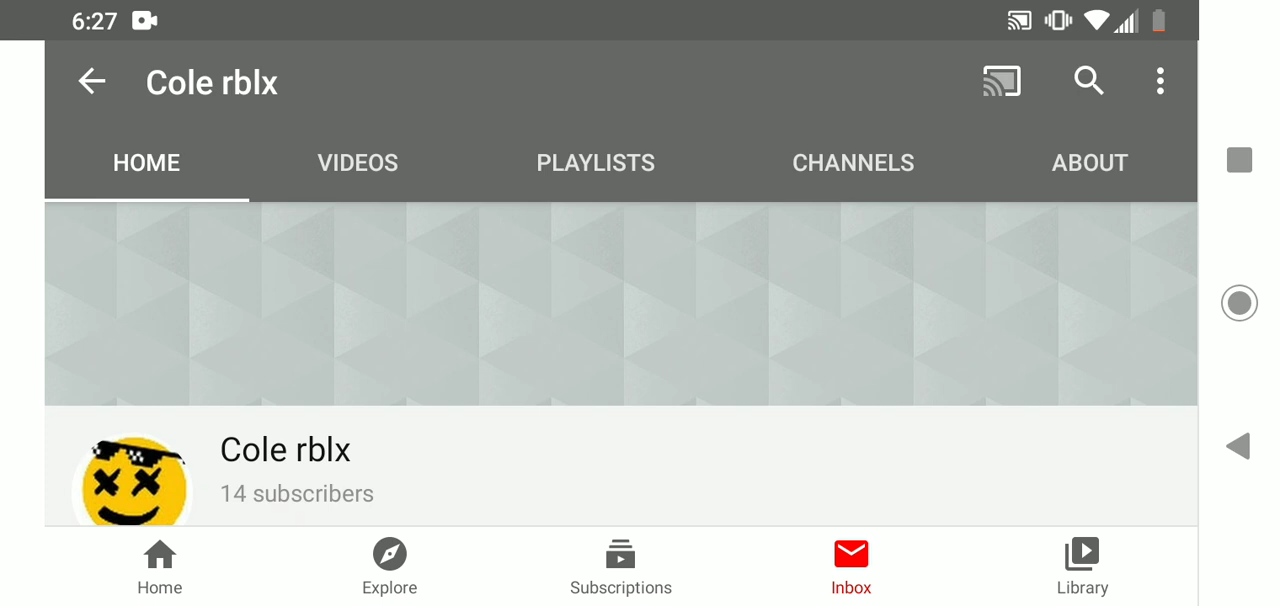 6:27
Cole rblx
HOME VIDEOS PLAYLISTS CHANNELS ABOUT
Cole rblx
14 subscribers
Home Explore Subscriptions Inbox Library